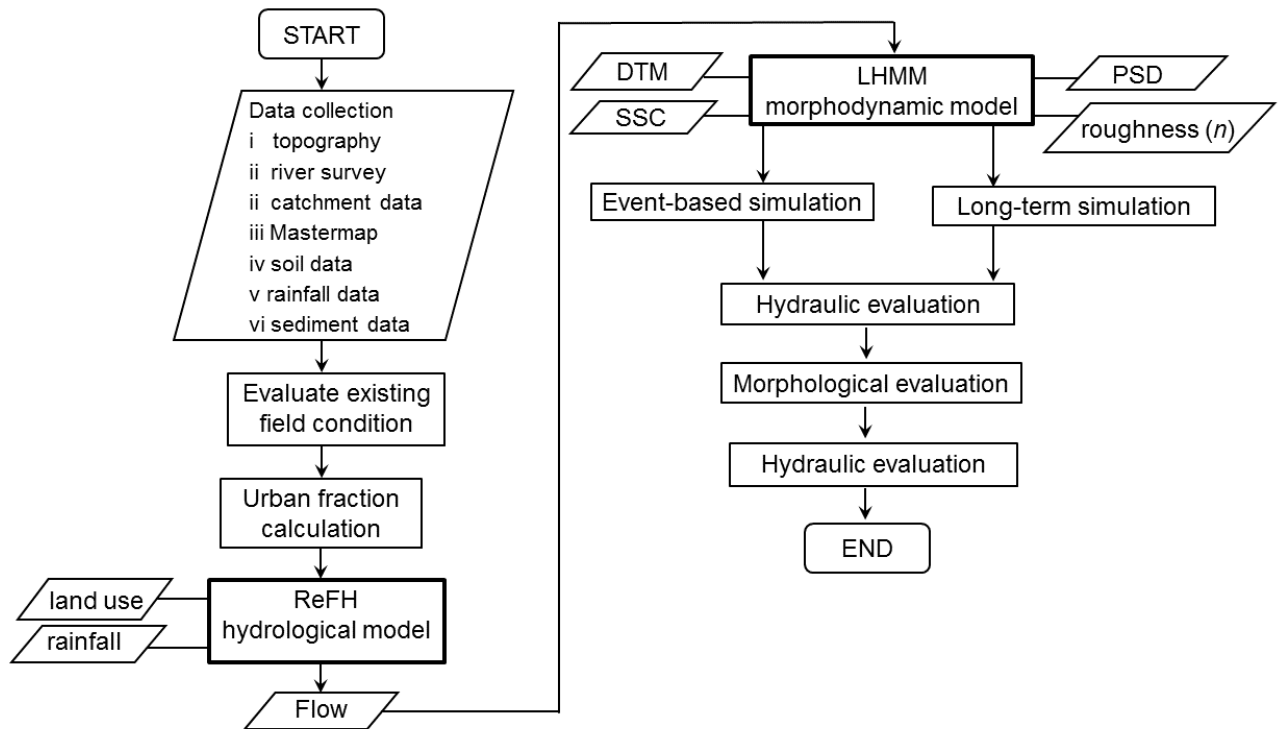 START
Data collection
i topography
ii river survey
ii catchment data
iii Mastermap
iv soil data
v rainfall data
vi sediment data
Evaluate existing
field condition
Urban fraction
calculation
land use
rainfall
ReFH
hydrological model
Flow
DTM
SSC
LHMM
morphodynamic model
PSD
roughness (n)
Event-based simulation
Long-term simulation
Hydraulic evaluation
Morphological evaluation
Hydraulic evaluation
END